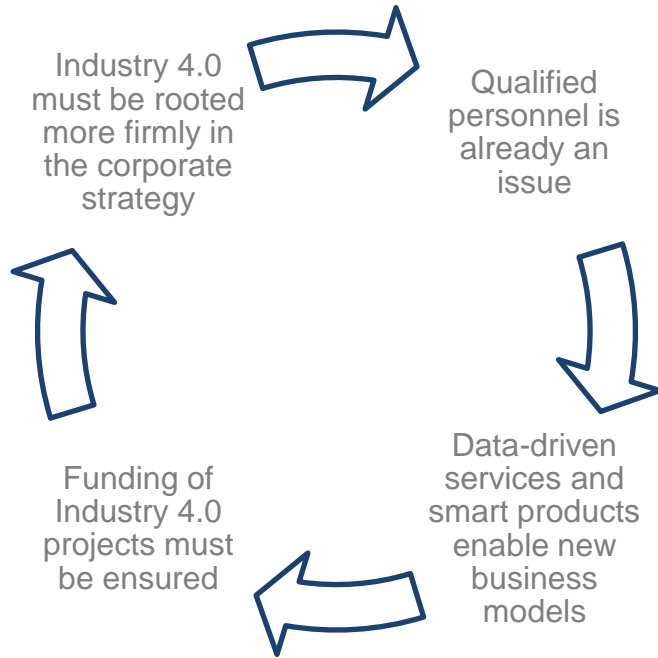 Industry 4.0
must be rooted
more firmly in
the corporate
strategy
Qualified
personnel is
already an
issue
Data-driven
services and
smart products
enable new
business
models
Funding of
Industry 4.0
projects must
be ensured